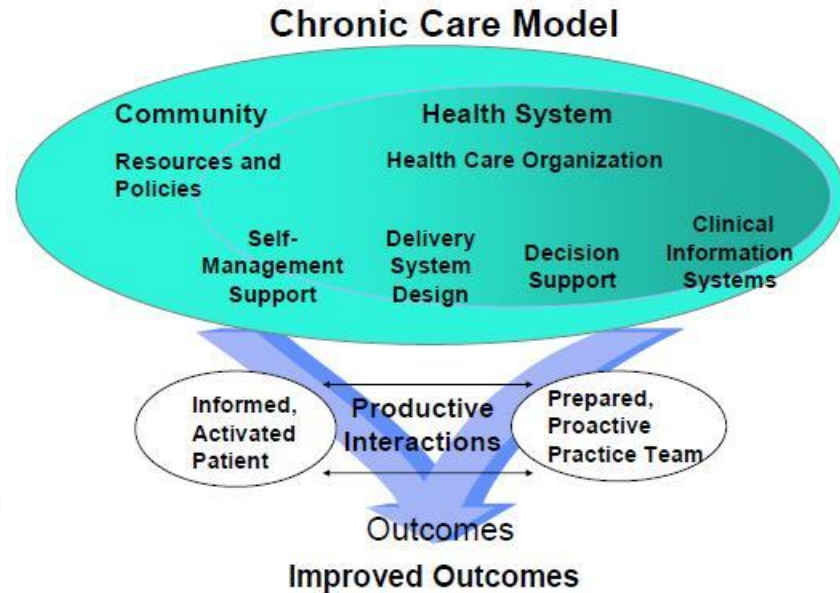 Chronic Care Model
Community
Health System
Resources and
Policies
Health Care Organization
Self-
Management
Support
Delivery
System
Design
Decision
Support
Clinical
Information
Systems
Informed,
Activated
Patient
Productive
Interactions
Prepared,
Proactive
Practice Team
Outcomes
Improved Outcomes